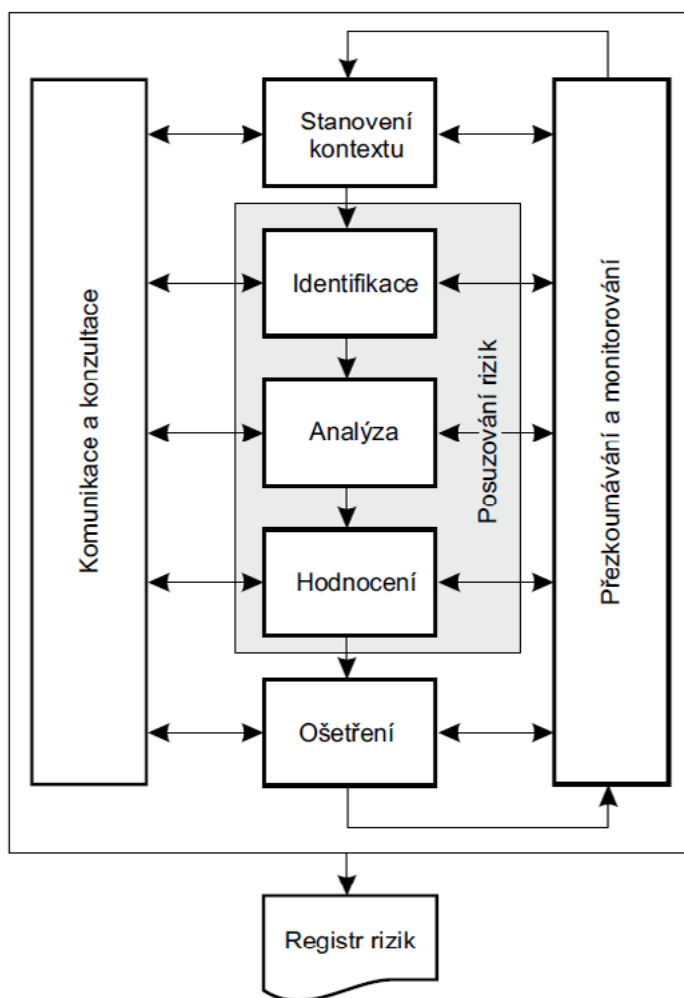 Stanovení
kontextu
Komunikace a konzultace
Identifikace
Analýza
Hodnocení
Posuzování rizik
Přezkoumávání a monitorování
Ošetření
Registr rizik